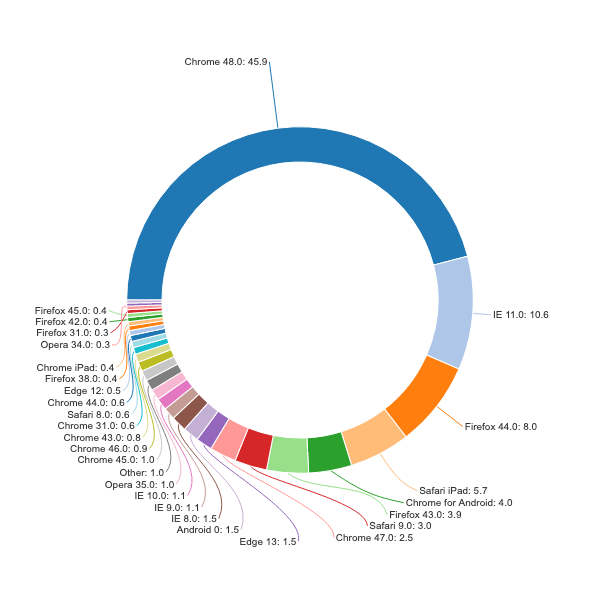 Chrome 48.0: 45.9
IE 11.0: 10.6
Firefox 44.0: 8.0
Safari iPad: 5.7
Chrome for Android: 4.0
Firefox 43.0: 3.9
Safari 9.0: 3.0
Chrome 47.0: 2.5
Edge 13: 1.5
Android 0: 1.5
IE 8.0: 1.5
IE 9.0: 1.1
IE 10.0: 1.1
Opera 35.0: 1.0
Other: 1.0
Chrome 45.0: 1.0
Chrome 46.0: 0.9
Chrome 43.0: 0.8
Chrome 31.0: 0.6
Safari 8.0: 0.6
Chrome 44.0: 0.6
Edge 12: 0.5
Firefox 38.0: 0.4
Chrome iPad: 0.4
Opera 34.0: 0.3
Firefox 31.0: 0.3
Firefox 42.0: 0.4
Firefox 45.0: 0.4